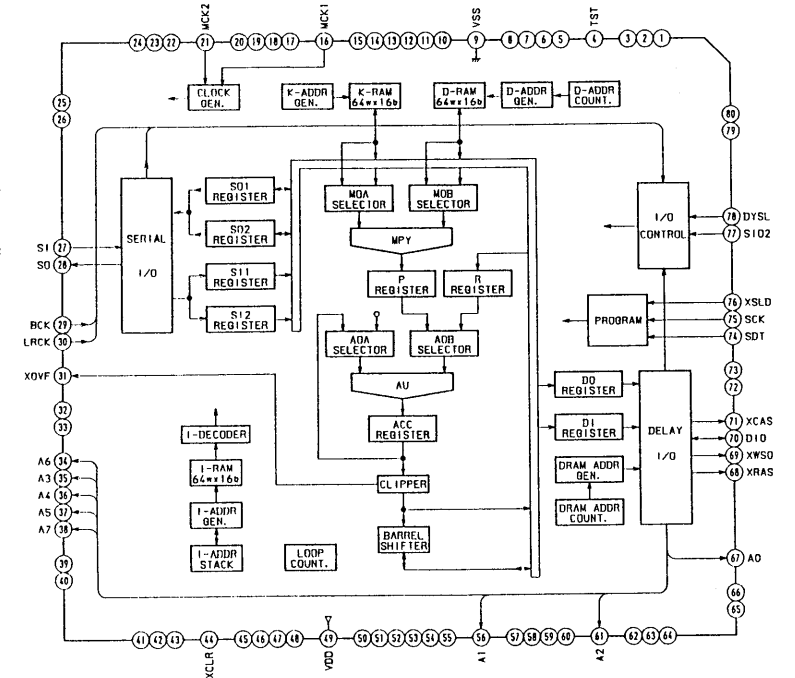 MCK2
MCK1
VSS
TST
24 23 22 21 20 19 18 17 16 15 14 13 12 11 10 9 8 7 6 5 4 3 2 1
CLOCK
GEN.
K-ADDR
GEN.
K-RAM
64w×16b
D-RAM
64w×16b
D-ADDR
GEN.
D-ADDR
COUNT.
25
26
80
79
SERIAL
I/O
SO1
REGISTER
SO2
REGISTER
SI1
REGISTER
SI2
REGISTER
MOA
SELECTOR
MOB
SELECTOR
MPY
P
REGISTER
R
REGISTER
AOA
SELECTOR
AOB
SELECTOR
AU
ACC
REGISTER
CLIPPER
BARREL
SHIFTER
I/O
CONTROL
PROGRAM
DO
REGISTER
DI
REGISTER
DRAM ADDR
GEN.
DRAM ADDR
COUNT.
DELAY
I/O
I-DECODER
I-RAM
64w×16b
I-ADDR
GEN.
I-ADDR
STACK
LOOP
COUNT.
SI 27
SO 28
BCK 29
LRCK 30
XOVF 31
32
33
A6 34
A3 35
A4 36
A5 37
A7 38
39
40
78 DYSL
77 SIO2
76 XSLD
75 SCK
74 SDT
73
72
71 XCAS
70 DIO
69 XWSO
68 XRAS
67 A0
66
65
41 42 43 44 45 46 47 48 49 50 51 52 53 54 55 56 57 58 59 60 61 62 63 64
XCLR
VDD
A1
A2